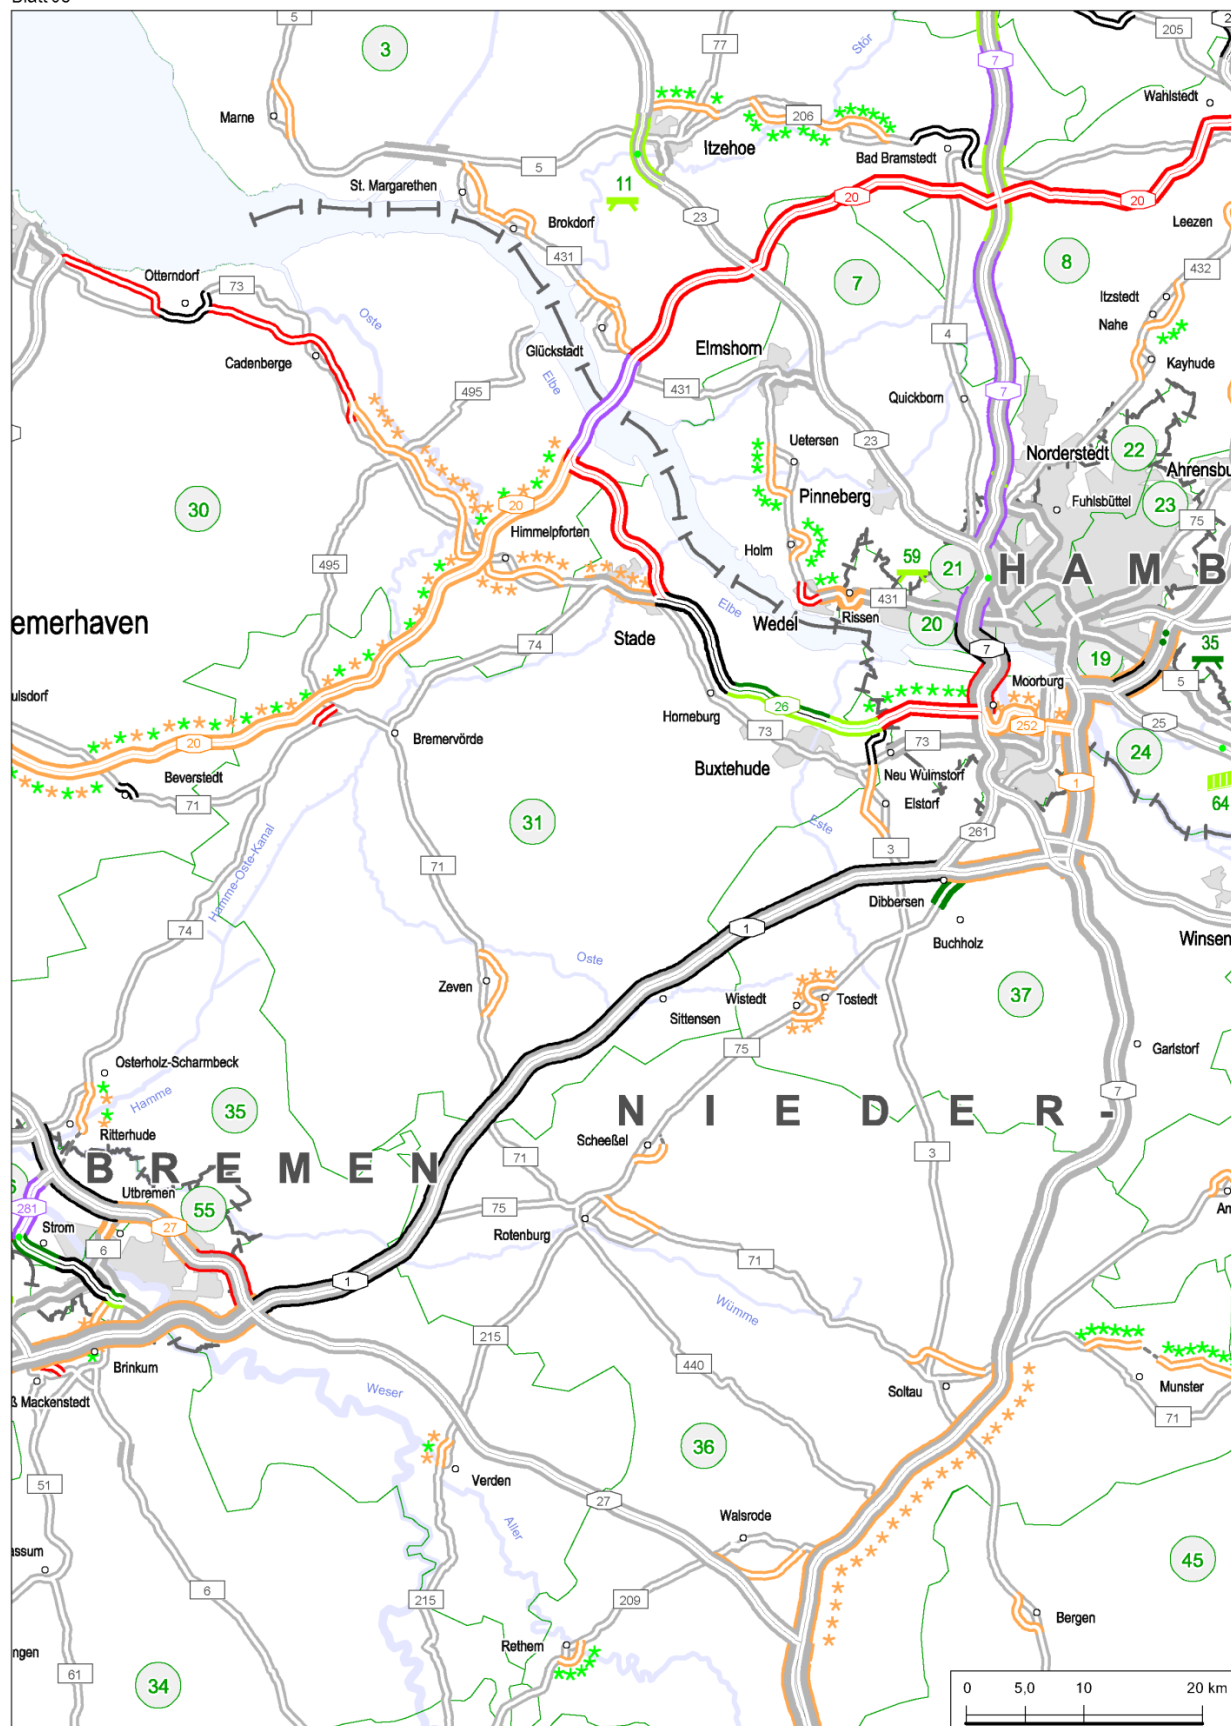 5
3
77
Stör
7
205
Wahlstedt
Marne
206
Itzehoe
Bad Bramstedt
5
St. Margarethen
11
20
20
23
Brokdorf
Leezen
431
7
8
432
Otterndorf
73
Itzstedt
Oste
Nahe
Glückstadt
Elmshorn
4
Cadenberge
Kayhude
Elbe
495
431
7
Quickborn
23
Uetersen
Norderstedt
22
Ahrensbu
Pinneberg
30
20
Fuhlsbüttel
23
75
Himmelpforten
Holm
495
59
21
H A M B
Elbe
431
emerhaven
Wedel
Rissen
20
Stade
74
7
19
35
Moorburg
5
ulsdorf
Horneburg
26
252
25
20
Bremervörde
73
73
24
Buxtehude
Beverstedt
Neu Wulmstorf
1
71
Elstorf
64
31
Este
261
3
Hamme-Oste-Kanal
71
Dibbersen
74
1
Buchholz
Winsen
Oste
Zeven
Wistedt
Tostedt
37
Sittensen
75
Garlstorf
Osterholz-Scharmbeck
Hamme
7
35
N I E D E R -
Ritterhude
Scheeßel
71
3
B R E M E N
Utbremen
281
55
Strom
27
75
6
Rotenburg
71
1
Wümme
215
Brinkum
440
Weser
Soltau
ß Mackenstedt
Munster
71
36
Verden
51
27
Walsrode
Aller
assum
45
6
215
209
Bergen
Rethem
ngen
61
34
0 5,0 10 20 km